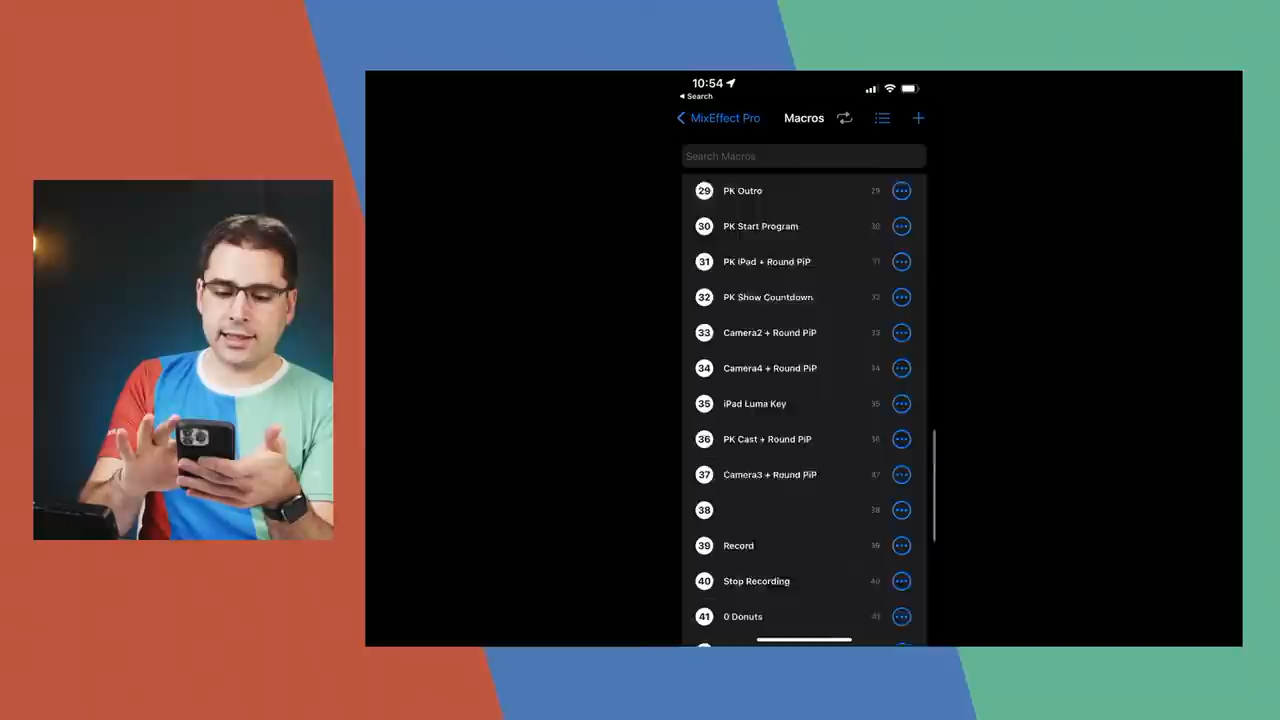 10:54
Search
MixEffect Pro
Macros
Search Macros
29 PK Outro 29
30 PK Start Program 30
31 PK iPad + Round PiP 31
32 PK Show Countdown 32
33 Camera2 + Round PiP 33
34 Camera4 + Round PiP 34
35 iPad Luma Key 35
36 PK Cast + Round PiP 36
37 Camera3 + Round PiP 37
38 38
39 Record 39
40 Stop Recording 40
41 0 Donuts 41